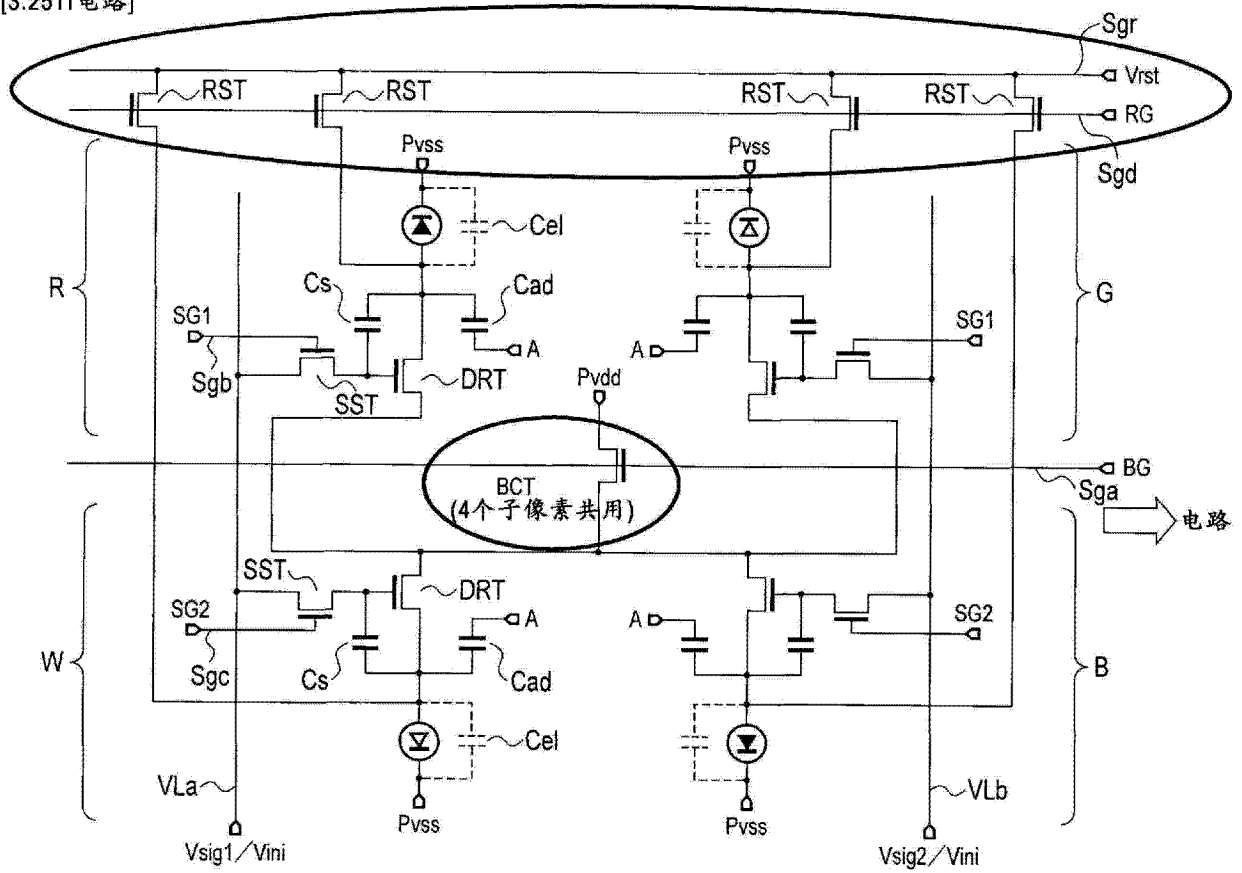 [3.25Tr电路]
Sgr
RST
RST
RST
RST
Vrst
RG
Sgd
Pvss
Pvss
Cel
R
G
Cs
Cad
SG1
SG1
A
A
Sgb
SST
DRT
Pvdd
BG
Sga
BCT
(4个子像素共用)
电路
SST
DRT
SG2
SG2
A
A
W
B
Sgc
Cs
Cad
Cel
VLa
VLb
Pvss
Pvss
Vsig1/Vini
Vsig2/Vini